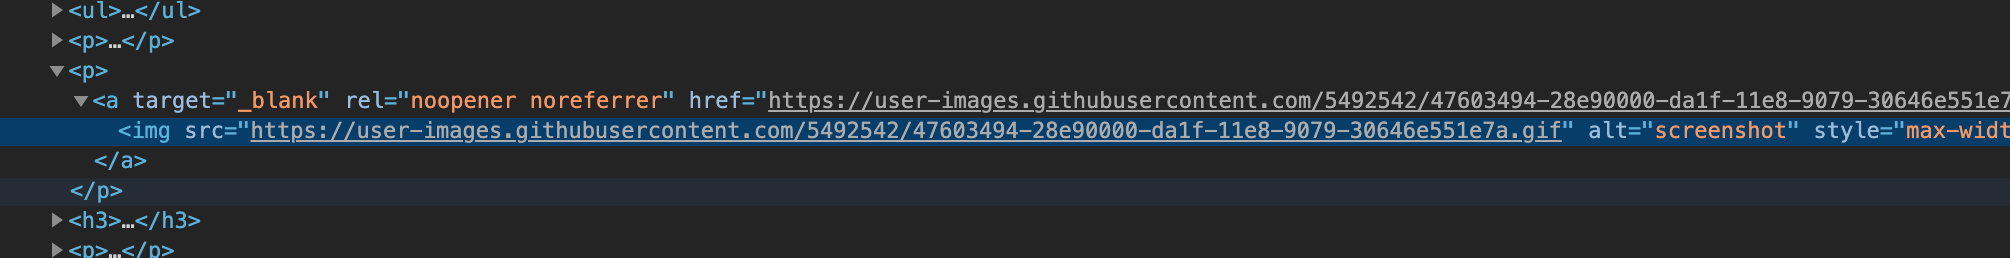 <ul>…</ul>
<p>…</p>
<p>
<a target="_blank" rel="noopener noreferrer" href="https://user-images.githubusercontent.com/5492542/47603494-28e90000-da1f-11e8-9079-30646e551e7
<img src="https://user-images.githubusercontent.com/5492542/47603494-28e90000-da1f-11e8-9079-30646e551e7a.gif" alt="screenshot" style="max-widt
</a>
</p>
<h3>…</h3>
<p>…</p>